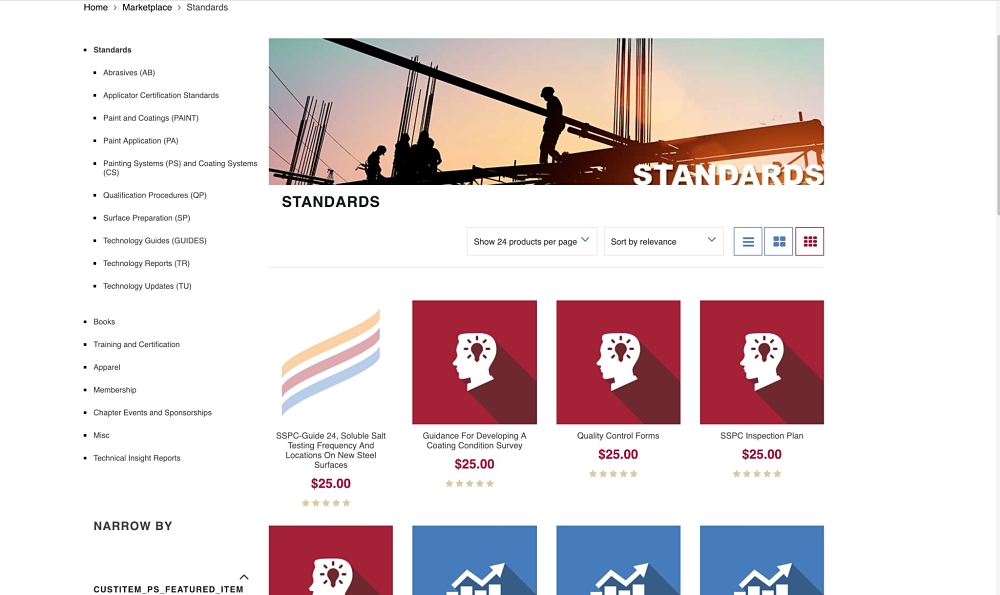 Home > Marketplace > Standards
Standards
Abrasives (AB)
Applicator Certification Standards
Paint and Coatings (PAINT)
Paint Application (PA)
Painting Systems (PS) and Coating Systems
(CS)
Qualification Procedures (QP)
Surface Preparation (SP)
Technology Guides (GUIDES)
Technology Reports (TR)
Technology Updates (TU)
Books
Training and Certification
Apparel
Membership
Chapter Events and Sponsorships
Misc
Technical Insight Reports
NARROW BY
CUSTITEM_PS_FEATURED_ITEM
STANDARDS
STANDARDS
Show 24 products per page
Sort by relevance
SSPC-Guide 24, Soluble Salt
Testing Frequency And
Locations On New Steel
Surfaces
$25.00
Guidance For Developing A
Coating Condition Survey
$25.00
Quality Control Forms
$25.00
SSPC Inspection Plan
$25.00